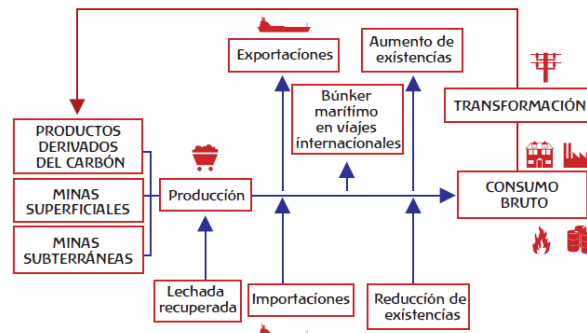 Exportaciones
Aumento de
existencias
Búnker
marítimo
en viajes
internacionales
TRANSFORMACIÓN
PRODUCTOS
DERIVADOS
DEL CARBÓN
MINAS
SUPERFICIALES
MINAS
SUBTERRÁNEAS
Producción
CONSUMO
BRUTO
Lechada
recuperada
Importaciones
Reducción de
existencias